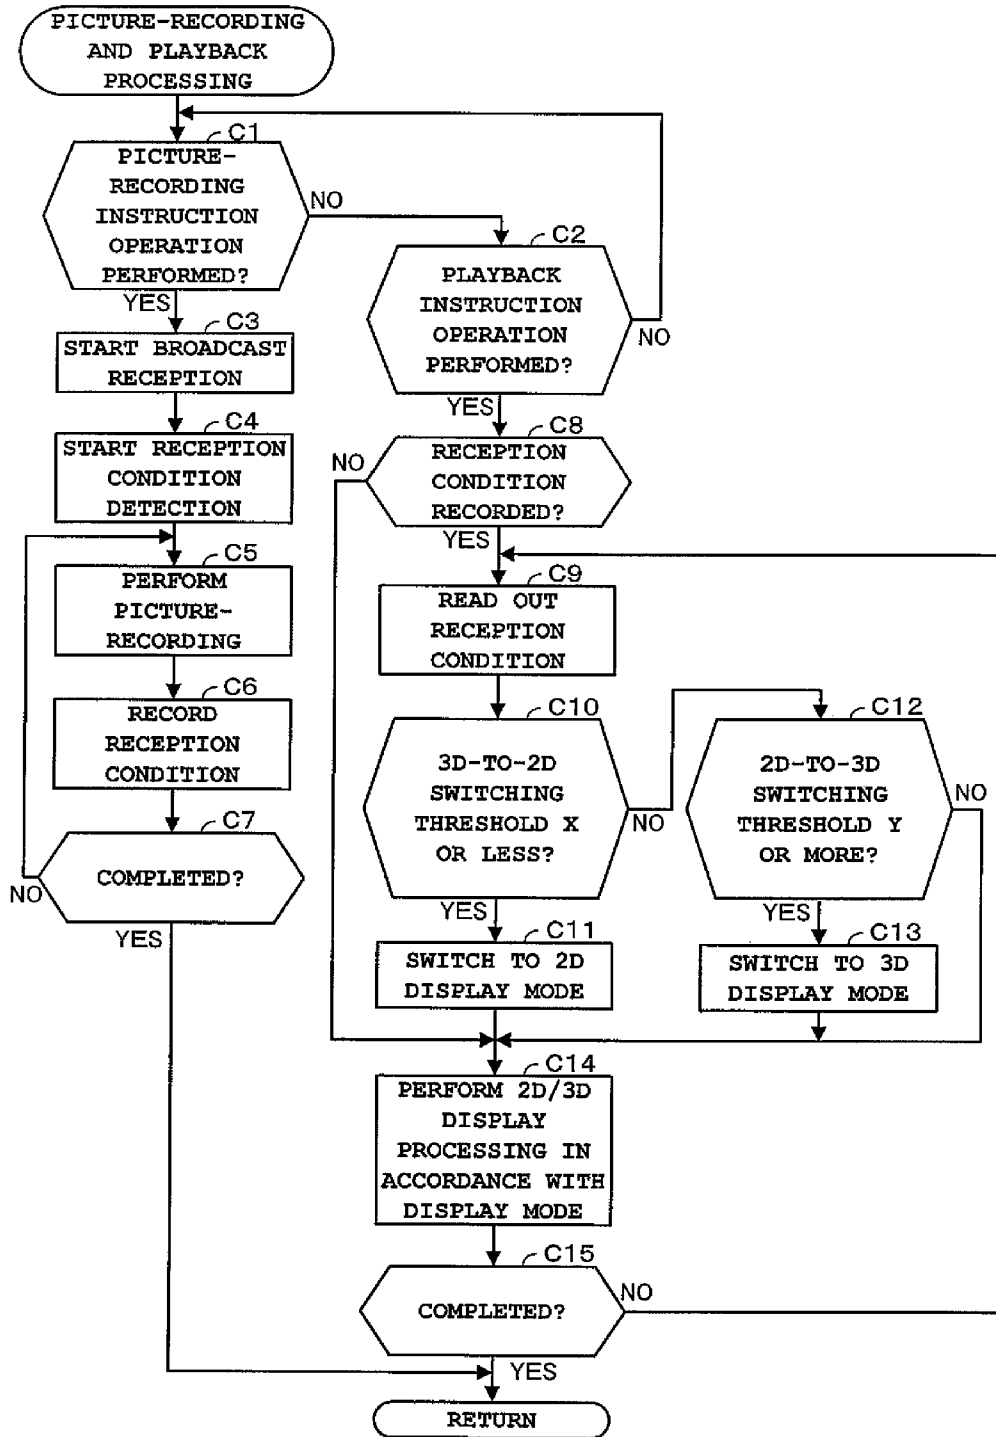 PICTURE-RECORDING
AND PLAYBACK
PROCESSING
C1
PICTURE-
RECORDING
INSTRUCTION
OPERATION
PERFORMED?
NO
YES
C2
PLAYBACK
INSTRUCTION
OPERATION
PERFORMED?
NO
YES
C3
START BROADCAST
RECEPTION
C4
START RECEPTION
CONDITION
DETECTION
C5
PERFORM
PICTURE-
RECORDING
C6
RECORD
RECEPTION
CONDITION
C7
COMPLETED?
NO
YES
C8
RECEPTION
CONDITION
RECORDED?
NO
YES
C9
READ OUT
RECEPTION
CONDITION
C10
3D-TO-2D
SWITCHING
THRESHOLD X
OR LESS?
NO
YES
C11
SWITCH TO 2D
DISPLAY MODE
C12
2D-TO-3D
SWITCHING
THRESHOLD Y
OR MORE?
NO
YES
C13
SWITCH TO 3D
DISPLAY MODE
C14
PERFORM 2D/3D
DISPLAY
PROCESSING IN
ACCORDANCE WITH
DISPLAY MODE
C15
COMPLETED?
NO
YES
RETURN